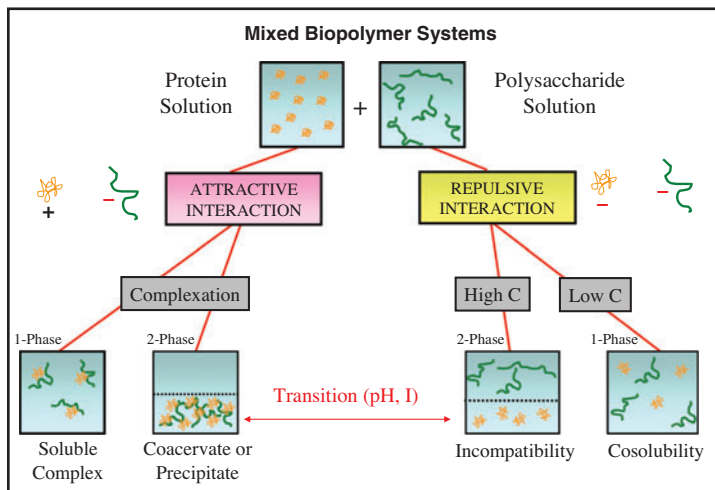 Mixed Biopolymer Systems
Protein
Solution
+
Polysaccharide
Solution
+
–
ATTRACTIVE
INTERACTION
REPULSIVE
INTERACTION
–
–
Complexation
High C
Low C
1-Phase
2-Phase
2-Phase
1-Phase
Transition (pH, I)
Soluble
Complex
Coacervate or
Precipitate
Incompatibility
Cosolubility